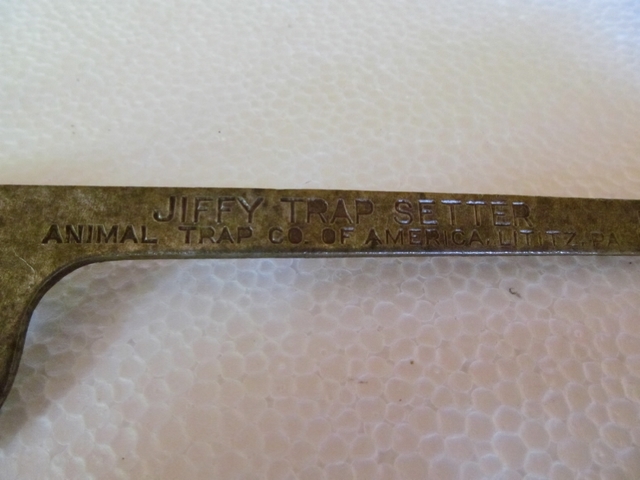 JIFFY TRAP SETTER
ANIMAL TRAP CO. OF AMERICA. LITITZ, PA